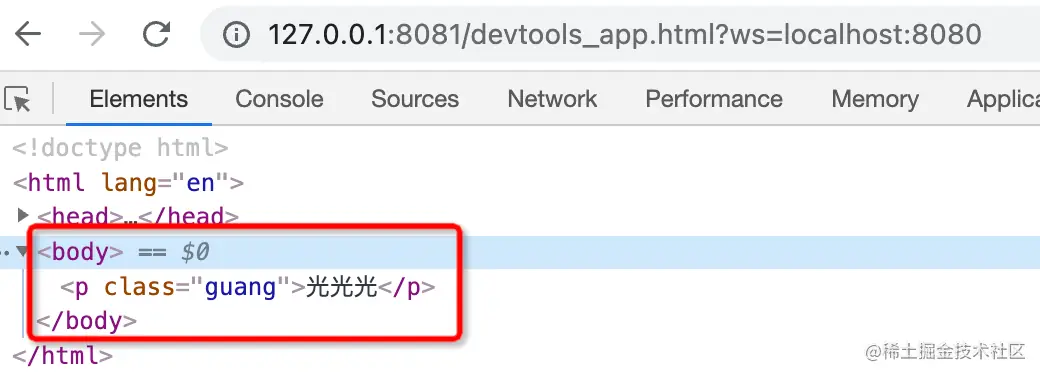 127.0.0.1:8081/devtools_app.html?ws=localhost:8080
Elements Console Sources Network Performance Memory Applica
<!doctype html>
<html lang="en">
<head>…</head>
<body> == $0
<p class="guang">光光光</p>
</body>
</html>
@稀土掘金技术社区